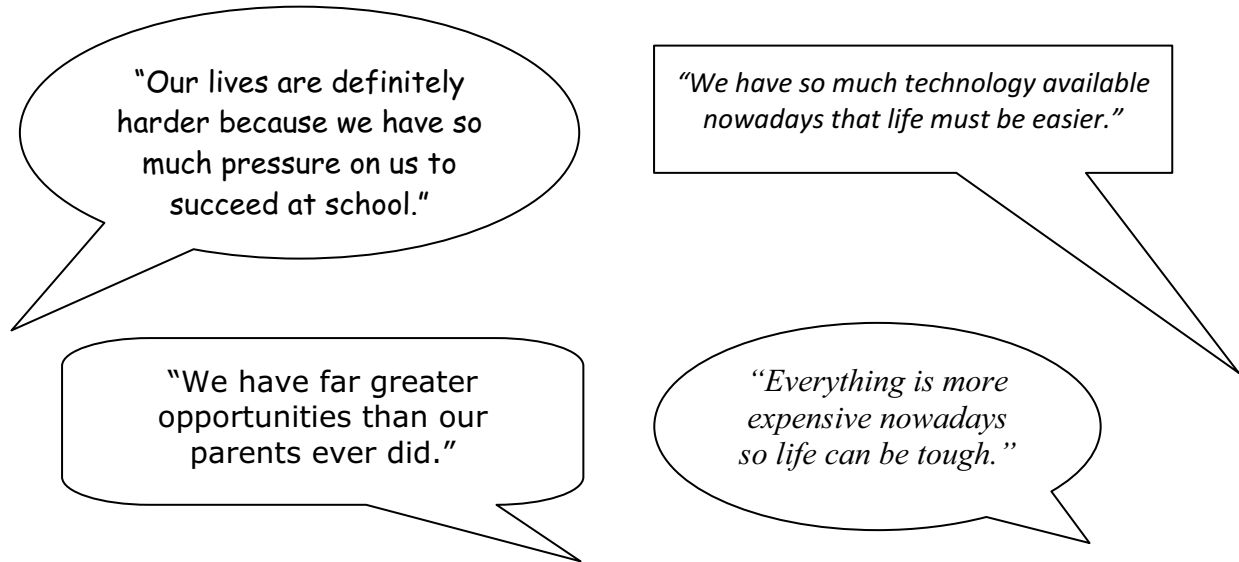 “Our lives are definitely
harder because we have so
much pressure on us to
succeed at school.”
“We have so much technology available
nowadays that life must be easier.”
“We have far greater
opportunities than our
parents ever did.”
“Everything is more
expensive nowadays
so life can be tough.”